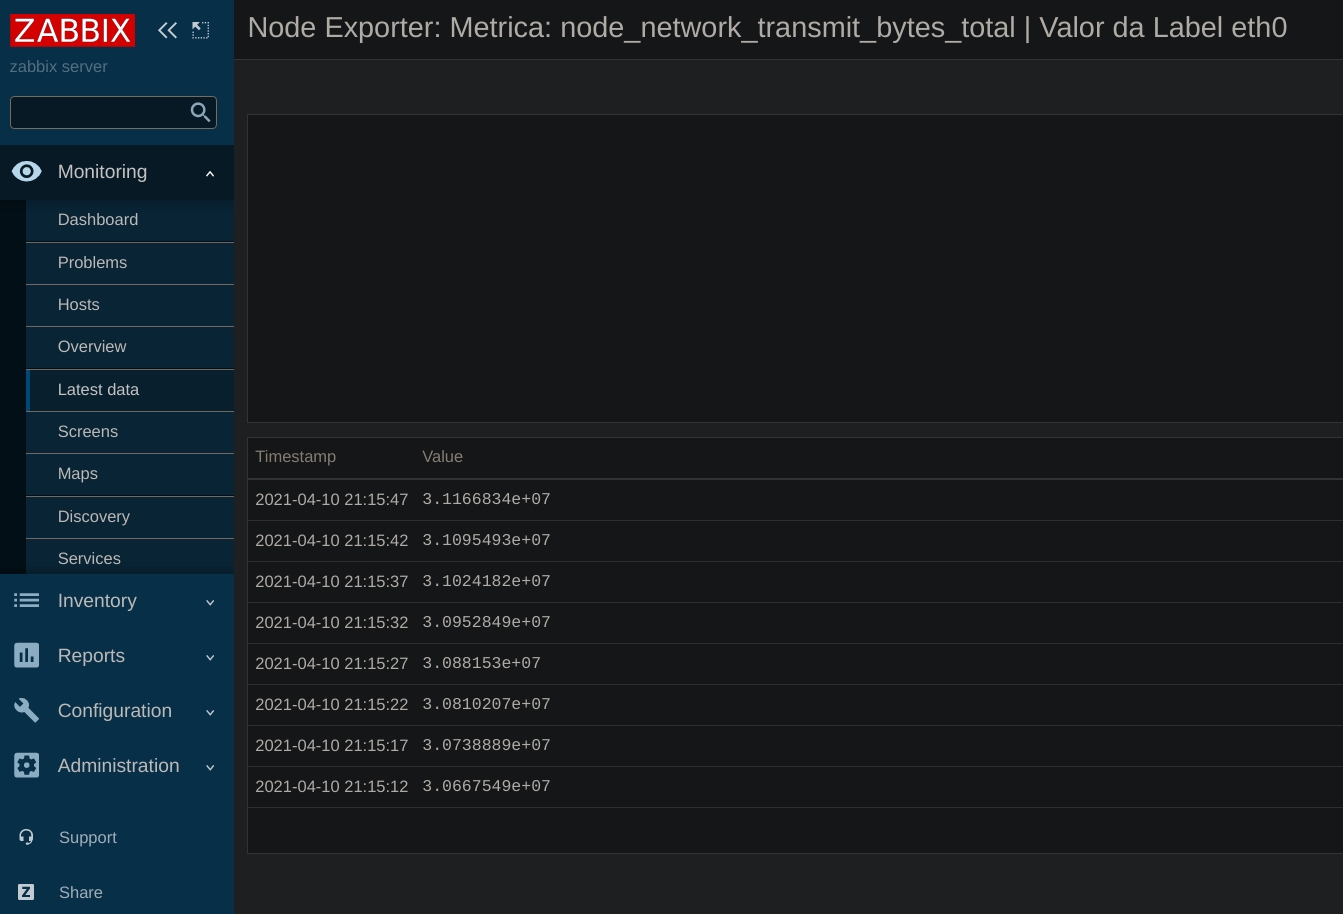 ZABBIX
zabbix server
Monitoring
Dashboard
Problems
Hosts
Overview
Latest data
Screens
Maps
Discovery
Services
Inventory
Reports
Configuration
Administration
Support
Z Share
Node Exporter: Metrica: node_network_transmit_bytes_total | Valor da Label eth0
Timestamp Value
2021-04-10 21:15:47 3.1166834e+07
2021-04-10 21:15:42 3.1095493e+07
2021-04-10 21:15:37 3.1024182e+07
2021-04-10 21:15:32 3.0952849e+07
2021-04-10 21:15:27 3.088153e+07
2021-04-10 21:15:22 3.0810207e+07
2021-04-10 21:15:17 3.0738889e+07
2021-04-10 21:15:12 3.0667549e+07